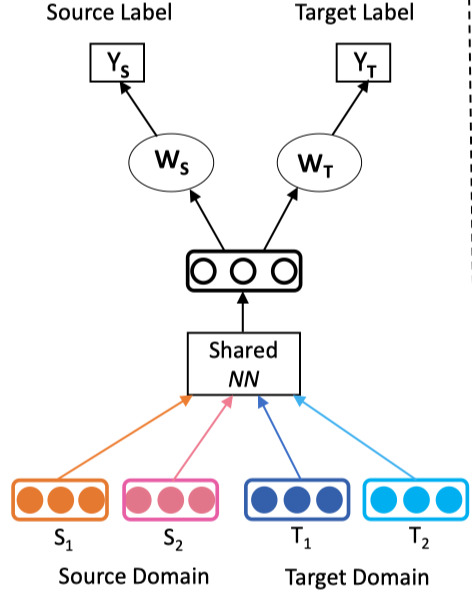 Source Label Target Label
Y_S Y_T
W_S W_T
Shared
NN
S_1 S_2 T_1 T_2
Source Domain Target Domain